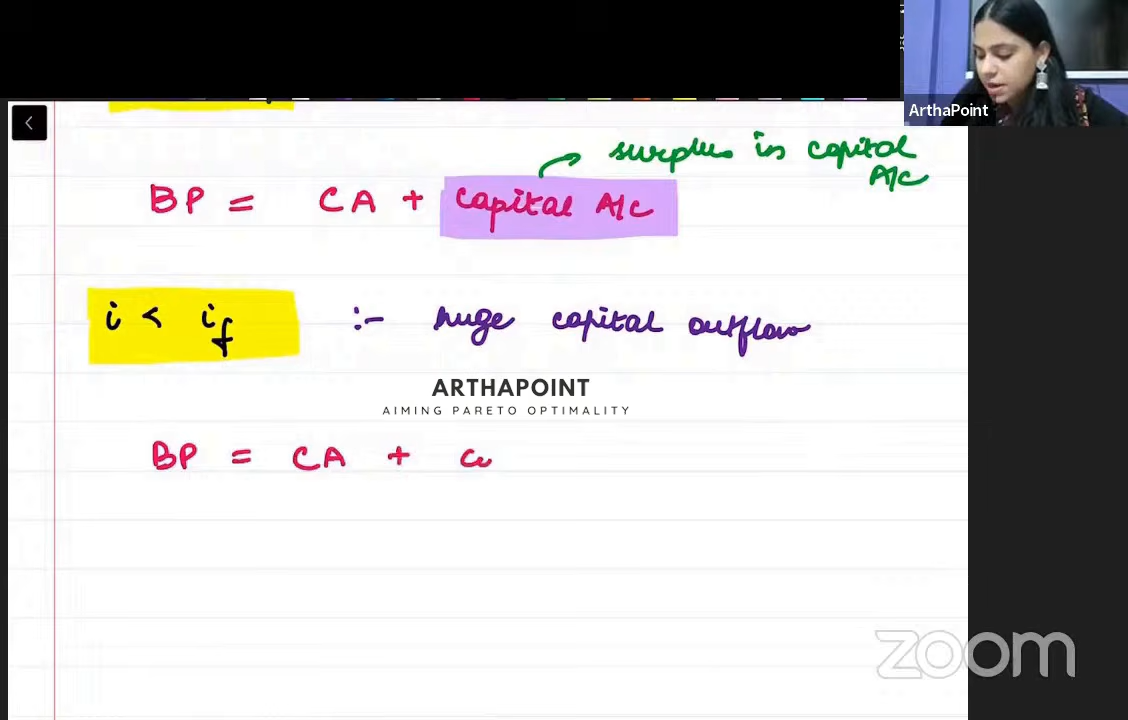 ArthaPoint
surplus in capital
A/c
BP = CA + capital A/c
i < if :- huge capital outflow
ARTHAPOINT
AIMING PARETO OPTIMALITY
BP = CA + ca
zoom